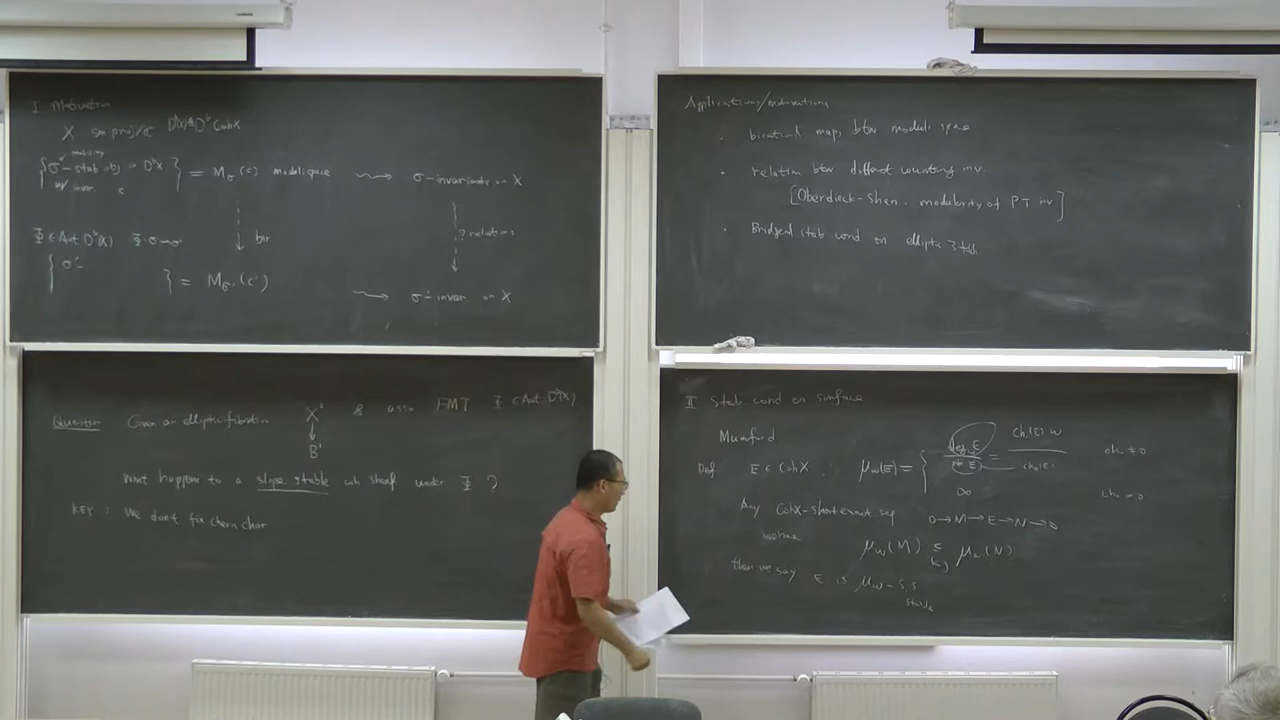 I Motivation
X sm proj/ℂ D^b(X) ≝ D^b Coh X
{ σ-stab obj in D^bX w/ invar c } = M_σ(c) moduli space ⟿ σ-invariants on X
Φ ∈ Aut D^b(X) Φ·σ=σ' bir ? relations
{ σ'- } = M_σ'(c') ⟿ σ'-invar on X
Question Given an elliptic fibration X & asso FMT Φ ∈ Aut D^b(X)
↓
B
What happen to a slope stable coh sheaf under Φ ?
KEY : We don't fix chern char
Applications/motivations
· birational maps btw moduli space
· relation btw different counting inv
[Oberdieck-Shen. modularity of PT inv]
· Bridgeland stab cond on elliptic 3fds
II Stab. cond on surface
Mumford
Def E ∈ Coh X μ_ω(E) = { deg_ω E / rk E = ch_1(E)·ω / ch_0(E) ch_0 ≠ 0
∞ ch_0 = 0
Any Coh X-short exact seq 0→M→E→N→0
we have μ_ω(M) ≤ μ_ω(N)
(<)
then we say E is μ_ω-s.s
stable